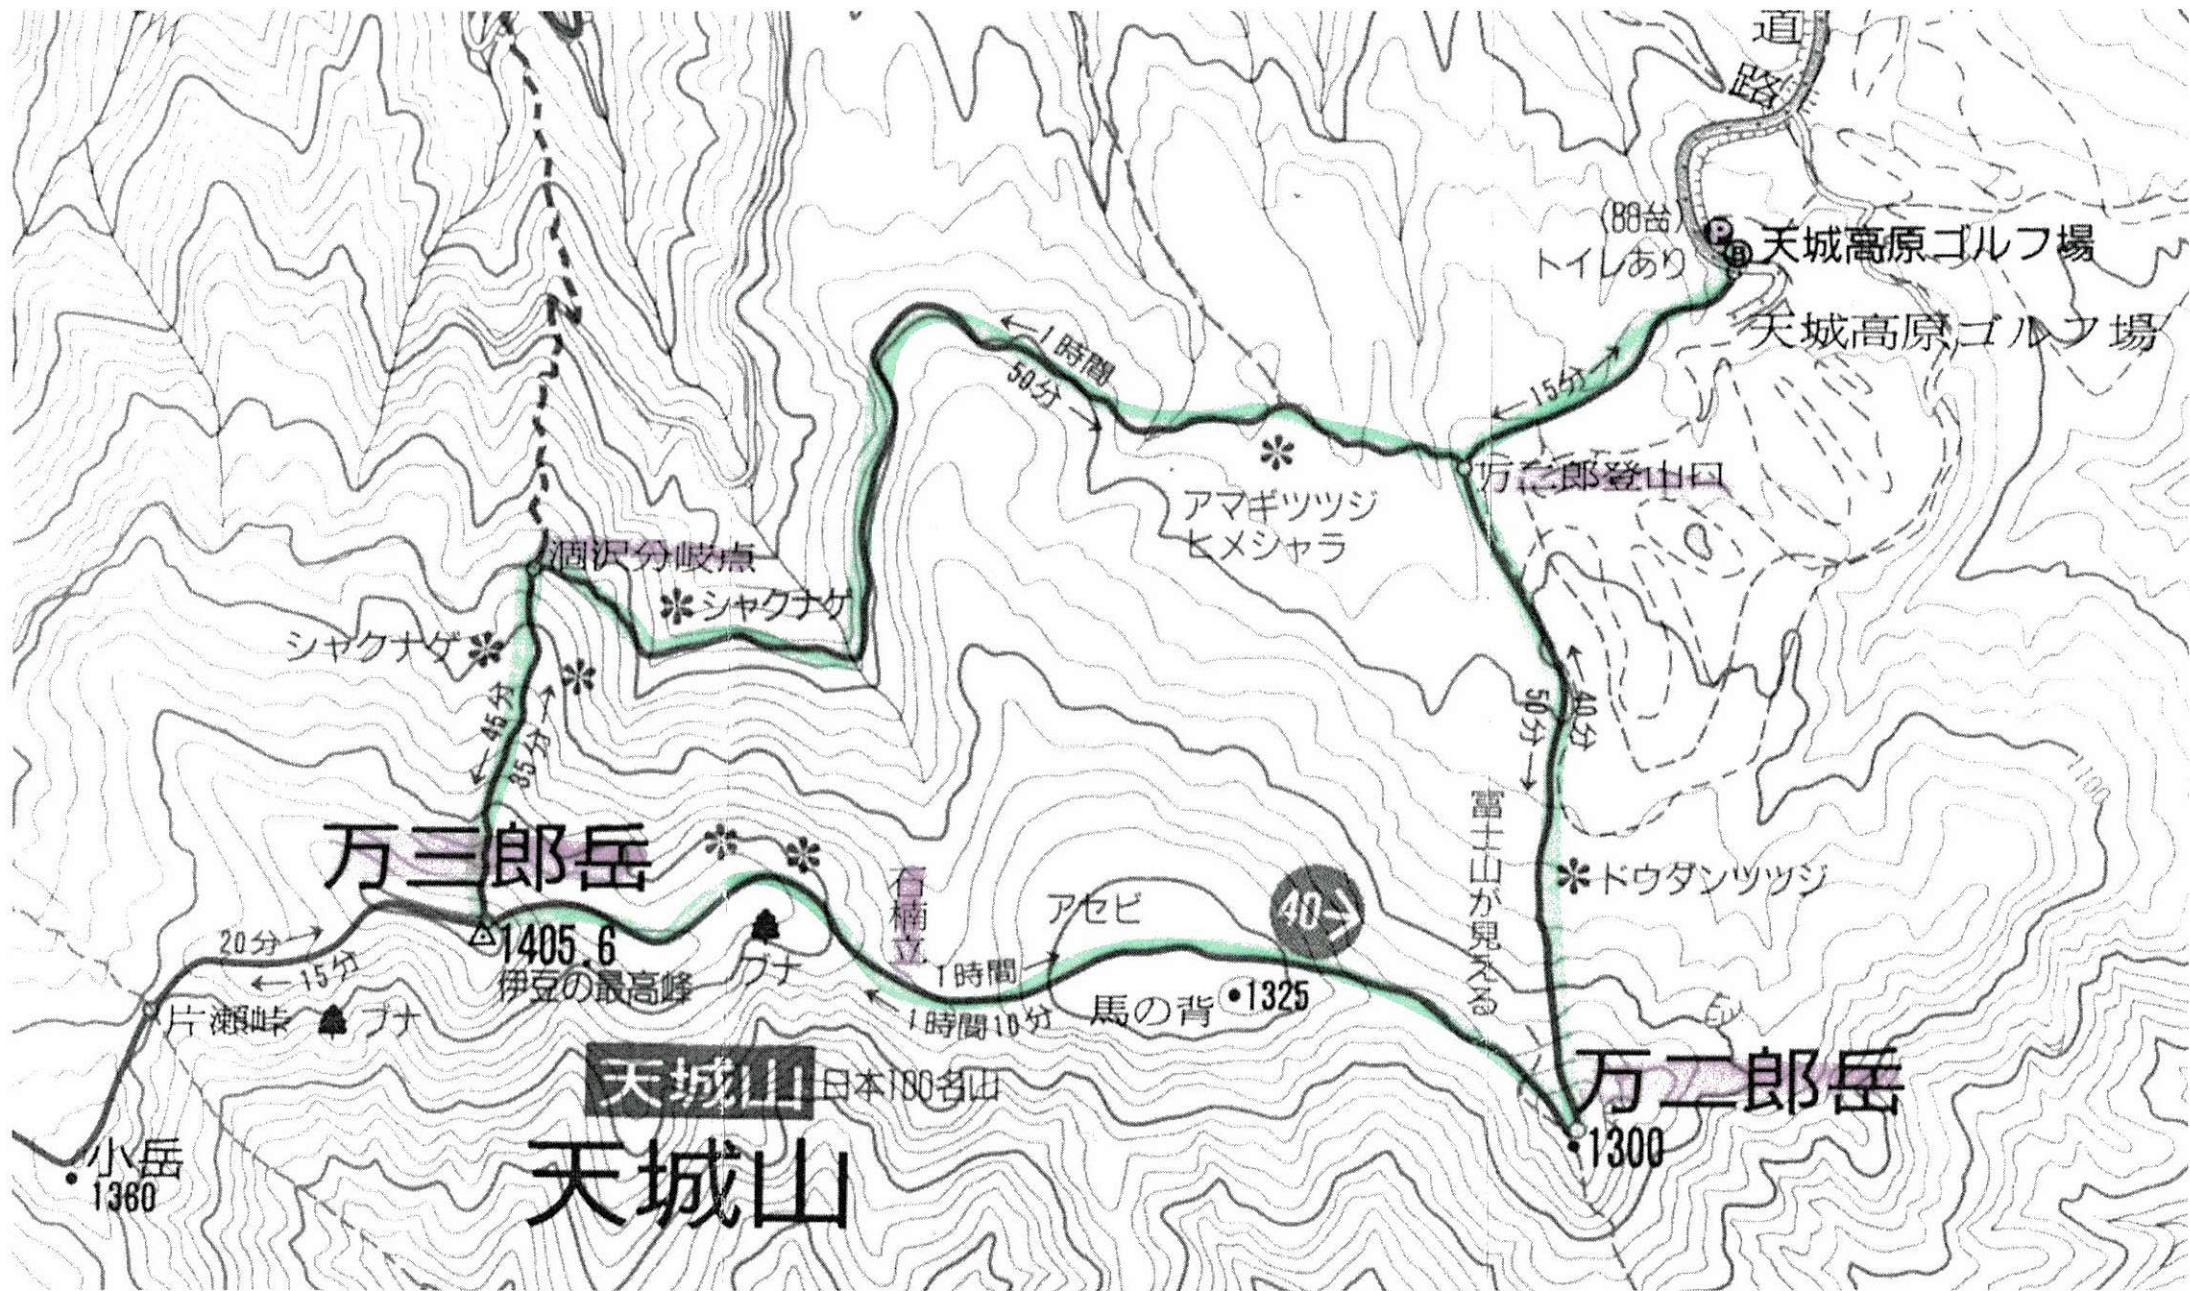 道
路
(88台)
トイレあり
P
B
天城高原ゴルフ場
天城高原ゴルフ場
←1時間
50分→
←15分→
万二郎登山口
アマギツツジ
ヒメシャラ
涸沢分岐点
シャクナゲ
シャクナゲ
←45分
35分→
50分→
←40分
富士山が見える
1100
万三郎岳
ドウダンツツジ
石楠立
アセビ
40→
20分→
←15分
1405.6
伊豆の最高峰
ブナ
1時間→
←1時間10分
馬の背
•1325
片瀬峠
ブナ
天城山
日本100名山
万二郎岳
•1300
天城山
小岳
•1360